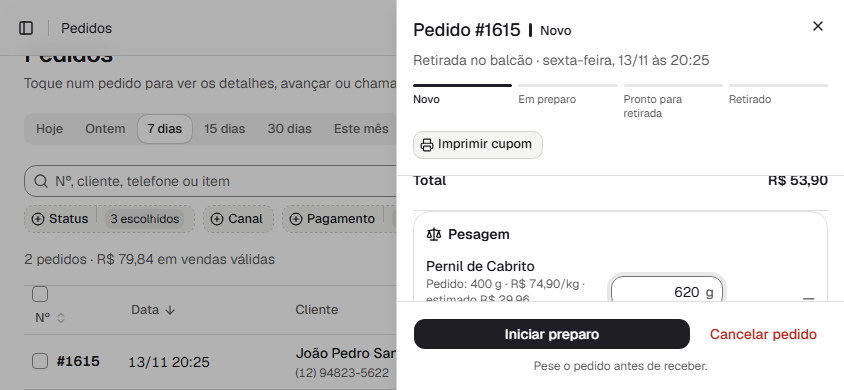 Pedidos
Pedidos
Toque num pedido para ver os detalhes, avançar ou chama
Hoje
Ontem
7 dias
15 dias
30 dias
Este mês
Nº, cliente, telefone ou item
Status
3 escolhidos
Canal
Pagamento
2 pedidos · R$ 79,84 em vendas válidas
Nº
Data
Cliente
#1615
13/11 20:25
João Pedro San
(12) 94823-5622
Pedido #1615
Novo
Retirada no balcão · sexta-feira, 13/11 às 20:25
Novo
Em preparo
Pronto para
retirada
Retirado
Imprimir cupom
Total
R$ 53,90
Pesagem
Pernil de Cabrito
Pedido: 400 g · R$ 74,90/kg ·
estimado R$ 29,96
620 g
Iniciar preparo
Cancelar pedido
Pese o pedido antes de receber.